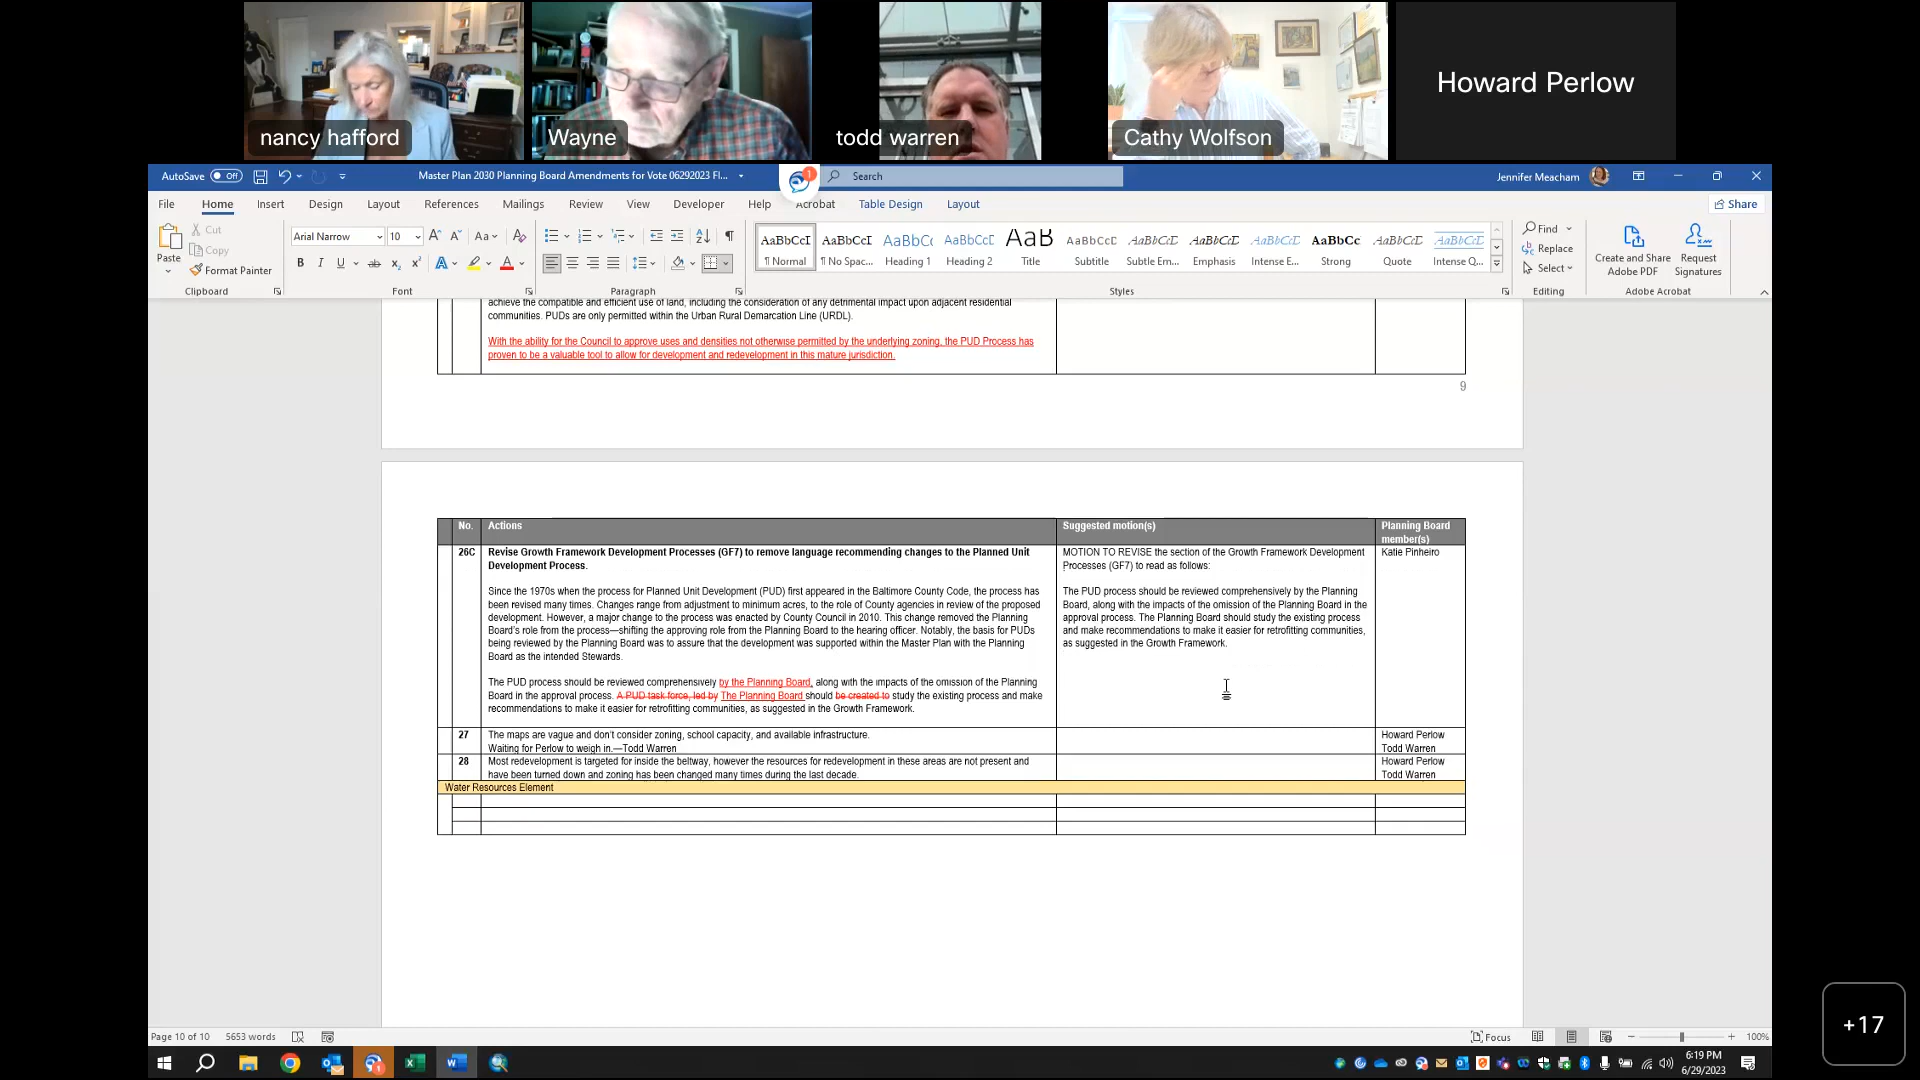 nancy hafford
Wayne
todd warren
Cathy Wolfson
Howard Perlow
AutoSave Off
Master Plan 2030 Planning Board Amendments for Vote 06292023 Fl...
1
Search
Jennifer Meacham
File Home Insert Design Layout References Mailings Review View Developer Help Acrobat Table Design Layout
Share
Paste
Cut
Copy
Format Painter
Clipboard
Arial Narrow 10
Font
Paragraph
AaBbCcI AaBbCcI AaBbC AaBbCcD AaB AaBbCcD AaBbCcD AaBbCcD AaBbCcD AaBbCc AaBbCcD AaBbCcD
¶ Normal ¶ No Spac... Heading 1 Heading 2 Title Subtitle Subtle Em... Emphasis Intense E... Strong Quote Intense Q...
Styles
Find
Replace
Select
Editing
Create and Share
Adobe PDF
Request
Signatures
Adobe Acrobat
achieve the compatible and efficient use of land, including the consideration of any detrimental impact upon adjacent residential
communities. PUDs are only permitted within the Urban Rural Demarcation Line (URDL).
With the ability for the Council to approve uses and densities not otherwise permitted by the underlying zoning, the PUD Process has
proven to be a valuable tool to allow for development and redevelopment in this mature jurisdiction.
9
No. Actions Suggested motion(s) Planning Board
member(s)
26C
Revise Growth Framework Development Processes (GF7) to remove language recommending changes to the Planned Unit
Development Process.
Since the 1970s when the process for Planned Unit Development (PUD) first appeared in the Baltimore County Code, the process has
been revised many times. Changes range from adjustment to minimum acres, to the role of County agencies in review of the proposed
development. However, a major change to the process was enacted by County Council in 2010. This change removed the Planning
Board's role from the process—shifting the approving role from the Planning Board to the hearing officer. Notably, the basis for PUDs
being reviewed by the Planning Board was to assure that the development was supported within the Master Plan with the Planning
Board as the intended Stewards.
The PUD process should be reviewed comprehensively by the Planning Board, along with the impacts of the omission of the Planning
Board in the approval process. A PUD task force, led by The Planning Board should be created to study the existing process and make
recommendations to make it easier for retrofitting communities, as suggested in the Growth Framework.
MOTION TO REVISE the section of the Growth Framework Development
Processes (GF7) to read as follows:
The PUD process should be reviewed comprehensively by the Planning
Board, along with the impacts of the omission of the Planning Board in the
approval process. The Planning Board should study the existing process
and make recommendations to make it easier for retrofitting communities,
as suggested in the Growth Framework.
Katie Pinheiro
27 The maps are vague and don't consider zoning, school capacity, and available infrastructure.
Waiting for Perlow to weigh in.—Todd Warren
Howard Perlow
Todd Warren
28 Most redevelopment is targeted for inside the beltway, however the resources for redevelopment in these areas are not present and
have been turned down and zoning has been changed many times during the last decade.
Howard Perlow
Todd Warren
Water Resources Element
Page 10 of 10 5653 words
Focus
100%
+17
6:19 PM
6/29/2023